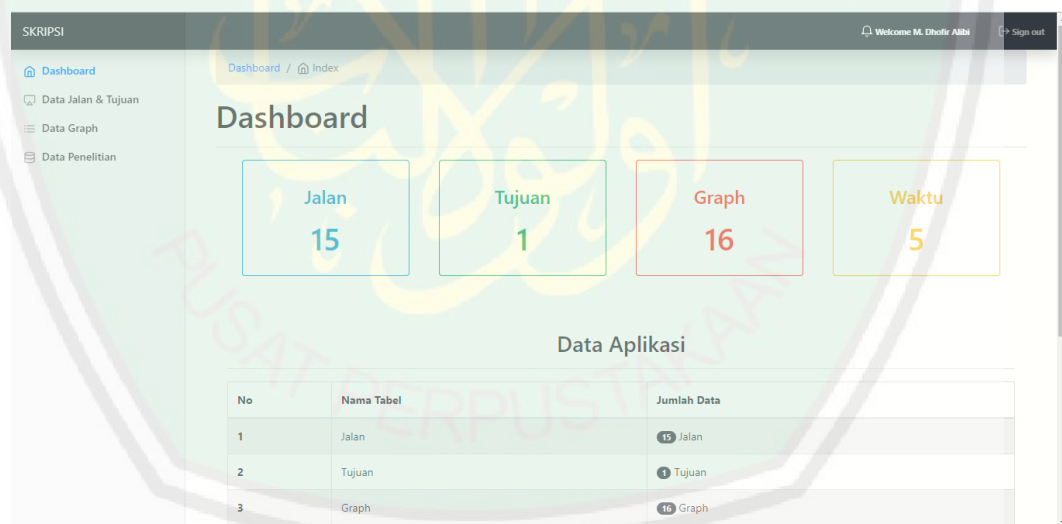 SKRIPSI
Welcome M. Dhofir Alibi
Sign out
Dashboard
Data Jalan & Tujuan
Data Graph
Data Penelitian
Dashboard / Index
Dashboard
Jalan
15
Tujuan
1
Graph
16
Waktu
5
Data Aplikasi
No Nama Tabel Jumlah Data
1 Jalan 15 Jalan
2 Tujuan 1 Tujuan
3 Graph 16 Graph
PUSAT PERPUSTAKAAN